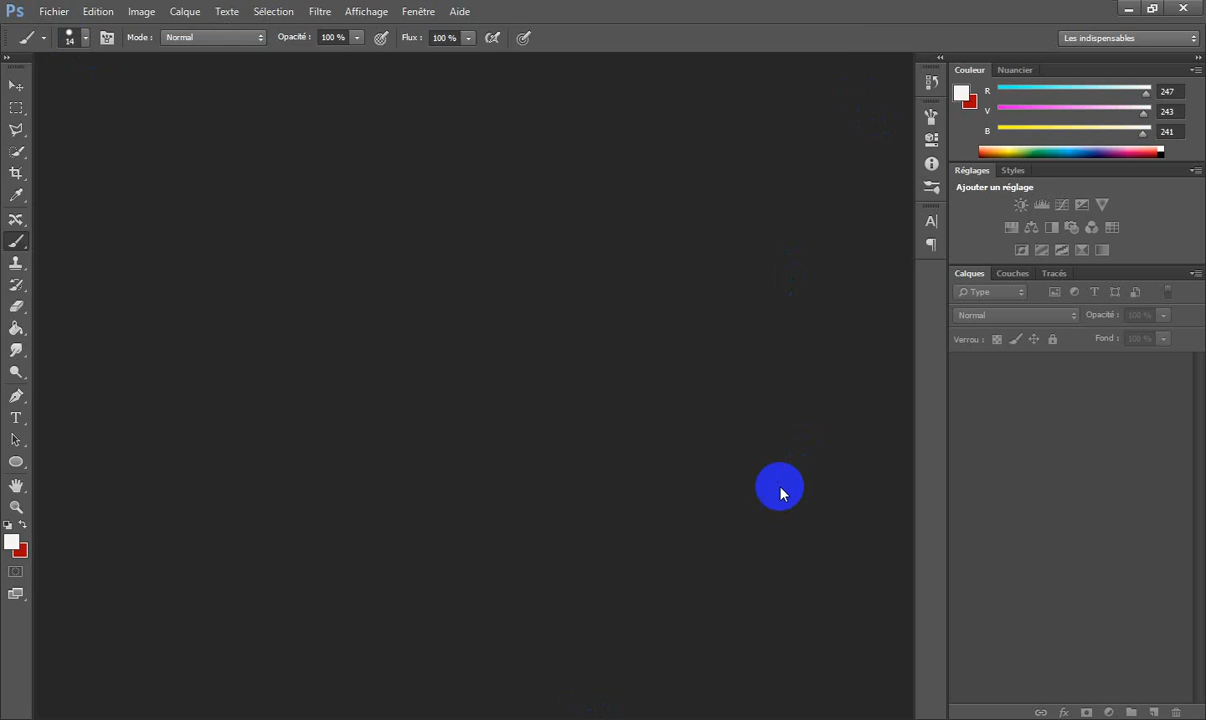 Ps Fichier Edition Image Calque Texte Sélection Filtre Affichage Fenêtre Aide
14 Mode : Normal Opacité : 100 % Flux : 100 % Les indispensables
Couleur Nuancier
R 247
V 243
B 241
Réglages Styles
Ajouter un réglage
Calques Couches Tracés
Type
Normal Opacité : 100 %
Verrou : Fond : 100 %